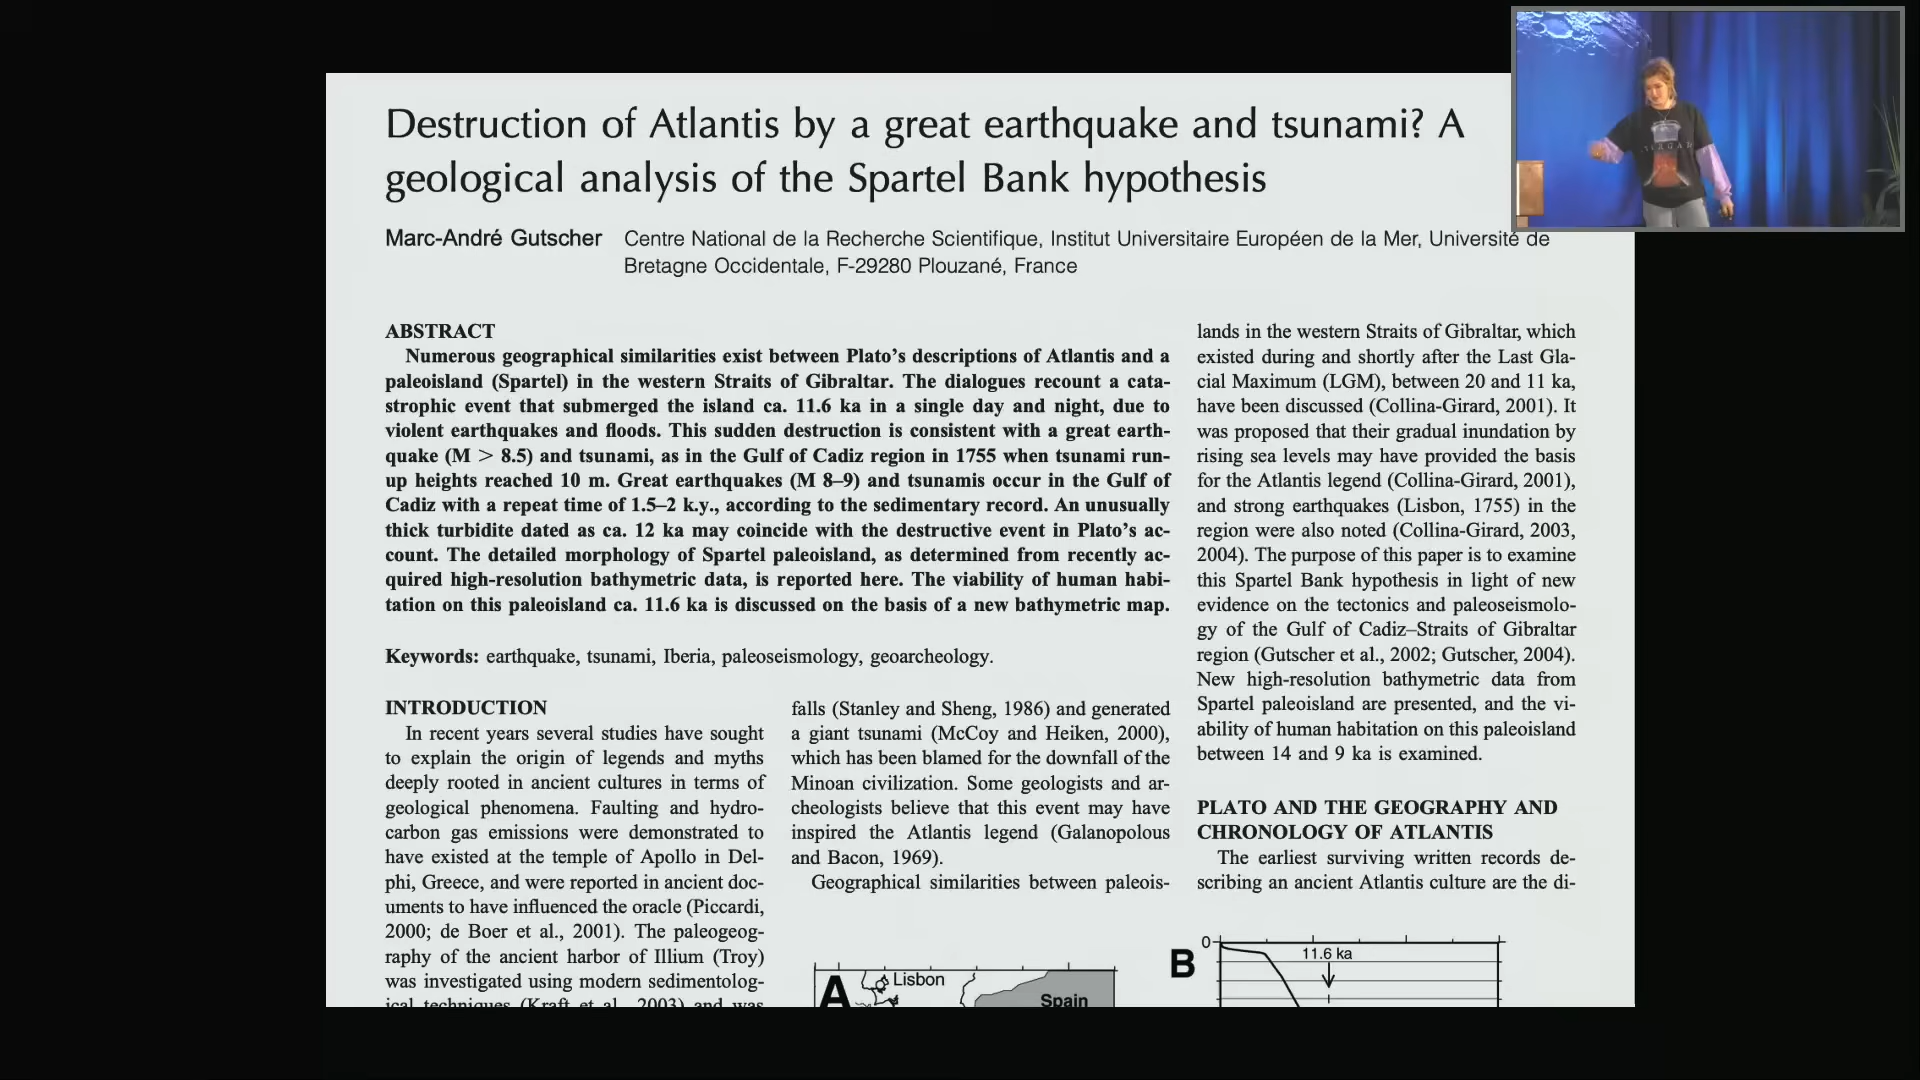 Destruction of Atlantis by a great earthquake and tsunami? A
geological analysis of the Spartel Bank hypothesis
Marc-André Gutscher Centre National de la Recherche Scientifique, Institut Universitaire Européen de la Mer, Université de
Bretagne Occidentale, F-29280 Plouzané, France
ABSTRACT
Numerous geographical similarities exist between Plato's descriptions of Atlantis and a
paleoisland (Spartel) in the western Straits of Gibraltar. The dialogues recount a cata-
strophic event that submerged the island ca. 11.6 ka in a single day and night, due to
violent earthquakes and floods. This sudden destruction is consistent with a great earth-
quake (M > 8.5) and tsunami, as in the Gulf of Cadiz region in 1755 when tsunami run-
up heights reached 10 m. Great earthquakes (M 8–9) and tsunamis occur in the Gulf of
Cadiz with a repeat time of 1.5–2 k.y., according to the sedimentary record. An unusually
thick turbidite dated as ca. 12 ka may coincide with the destructive event in Plato's ac-
count. The detailed morphology of Spartel paleoisland, as determined from recently ac-
quired high-resolution bathymetric data, is reported here. The viability of human habi-
tation on this paleoisland ca. 11.6 ka is discussed on the basis of a new bathymetric map.
Keywords: earthquake, tsunami, Iberia, paleoseismology, geoarcheology.
INTRODUCTION
In recent years several studies have sought
to explain the origin of legends and myths
deeply rooted in ancient cultures in terms of
geological phenomena. Faulting and hydro-
carbon gas emissions were demonstrated to
have existed at the temple of Apollo in Del-
phi, Greece, and were reported in ancient doc-
uments to have influenced the oracle (Piccardi,
2000; de Boer et al., 2001). The paleogeog-
raphy of the ancient harbor of Illium (Troy)
was investigated using modern sedimentolog-
ical techniques (Kraft et al., 2003) and was
falls (Stanley and Sheng, 1986) and generated
a giant tsunami (McCoy and Heiken, 2000),
which has been blamed for the downfall of the
Minoan civilization. Some geologists and ar-
cheologists believe that this event may have
inspired the Atlantis legend (Galanopolous
and Bacon, 1969).
Geographical similarities between paleois-
lands in the western Straits of Gibraltar, which
existed during and shortly after the Last Gla-
cial Maximum (LGM), between 20 and 11 ka,
have been discussed (Collina-Girard, 2001). It
was proposed that their gradual inundation by
rising sea levels may have provided the basis
for the Atlantis legend (Collina-Girard, 2001),
and strong earthquakes (Lisbon, 1755) in the
region were also noted (Collina-Girard, 2003,
2004). The purpose of this paper is to examine
this Spartel Bank hypothesis in light of new
evidence on the tectonics and paleoseismolo-
gy of the Gulf of Cadiz–Straits of Gibraltar
region (Gutscher et al., 2002; Gutscher, 2004).
New high-resolution bathymetric data from
Spartel paleoisland are presented, and the vi-
ability of human habitation on this paleoisland
between 14 and 9 ka is examined.
PLATO AND THE GEOGRAPHY AND
CHRONOLOGY OF ATLANTIS
The earliest surviving written records de-
scribing an ancient Atlantis culture are the di-
A
Lisbon
Spain
B
0
11.6 ka